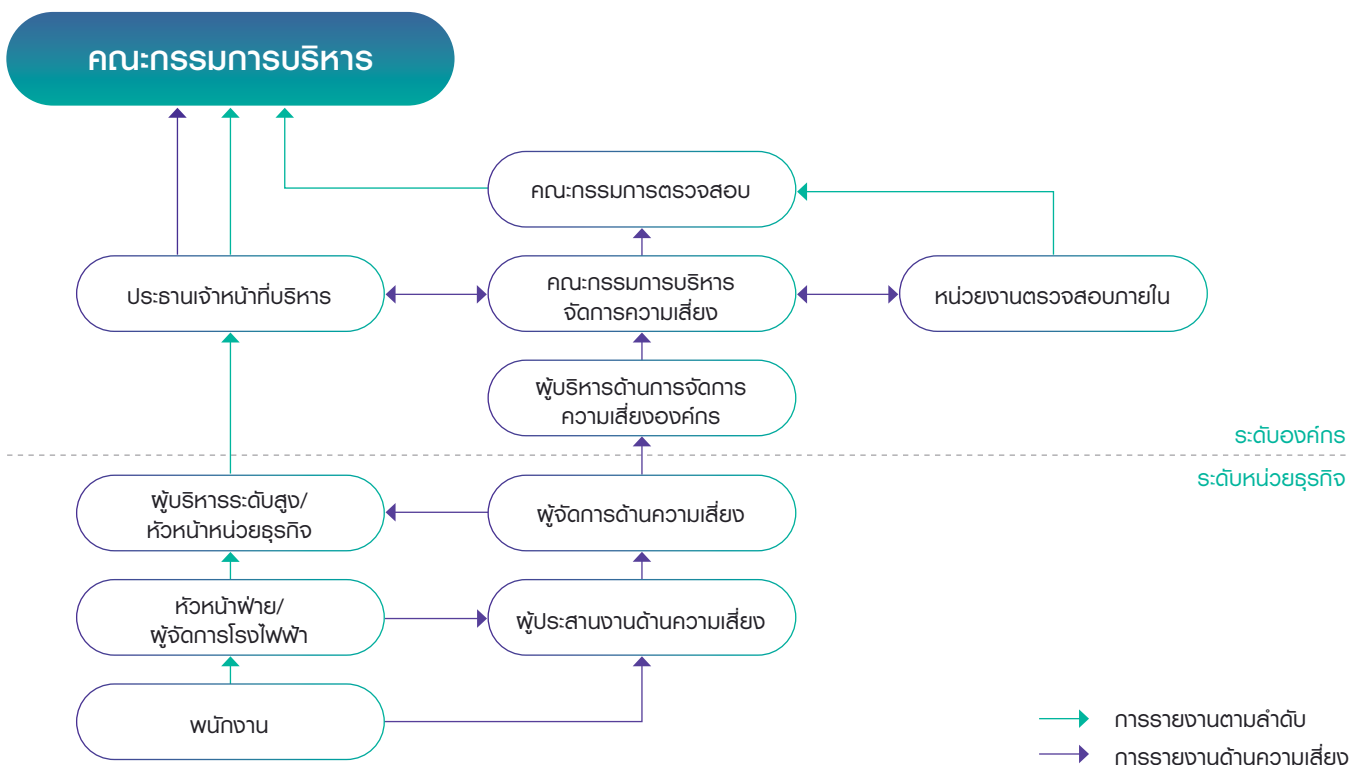 คณะกรรมการบริหาร
คณะกรรมการตรวจสอบ
ประธานเจ้าหน้าที่บริหาร
คณะกรรมการบริหาร
จัดการความเสี่ยง
หน่วยงานตรวจสอบภายใน
ผู้บริหารด้านการจัดการ
ความเสี่ยงองค์กร
ระดับองค์กร
ระดับหน่วยธุรกิจ
ผู้บริหารระดับสูง/
หัวหน้าหน่วยธุรกิจ
ผู้จัดการด้านความเสี่ยง
หัวหน้าฝ่าย/
ผู้จัดการโรงไฟฟ้า
ผู้ประสานงานด้านความเสี่ยง
พนักงาน
การรายงานตามลำดับ
การรายงานด้านความเสี่ยง